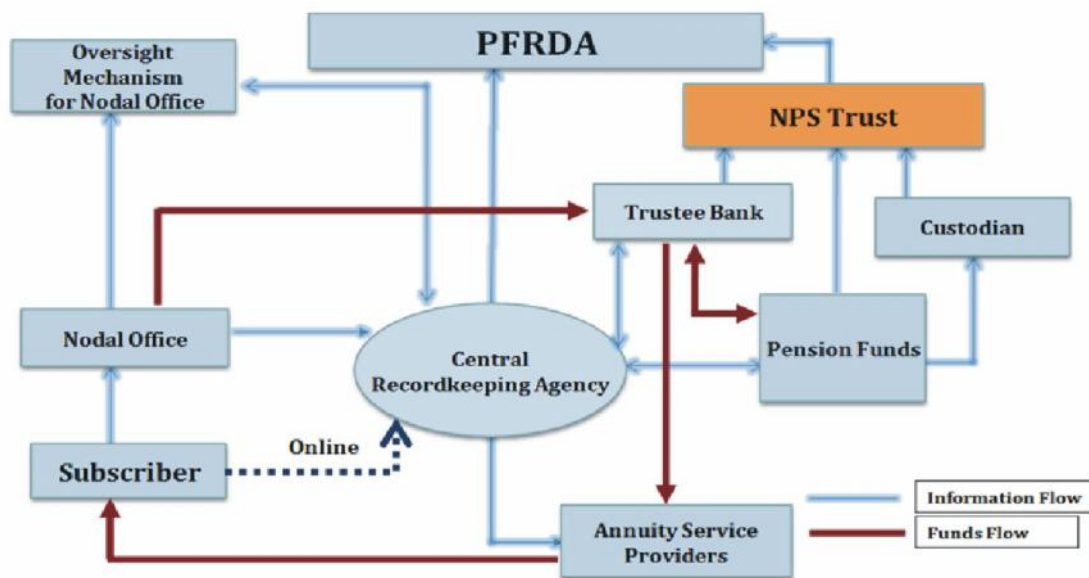 PFRDA
Oversight
Mechanism
for Nodal Office
NPS Trust
Trustee Bank
Custodian
Nodal Office
Central
Recordkeeping Agency
Pension Funds
Online
Subscriber
Annuity Service
Providers
Information Flow
Funds Flow